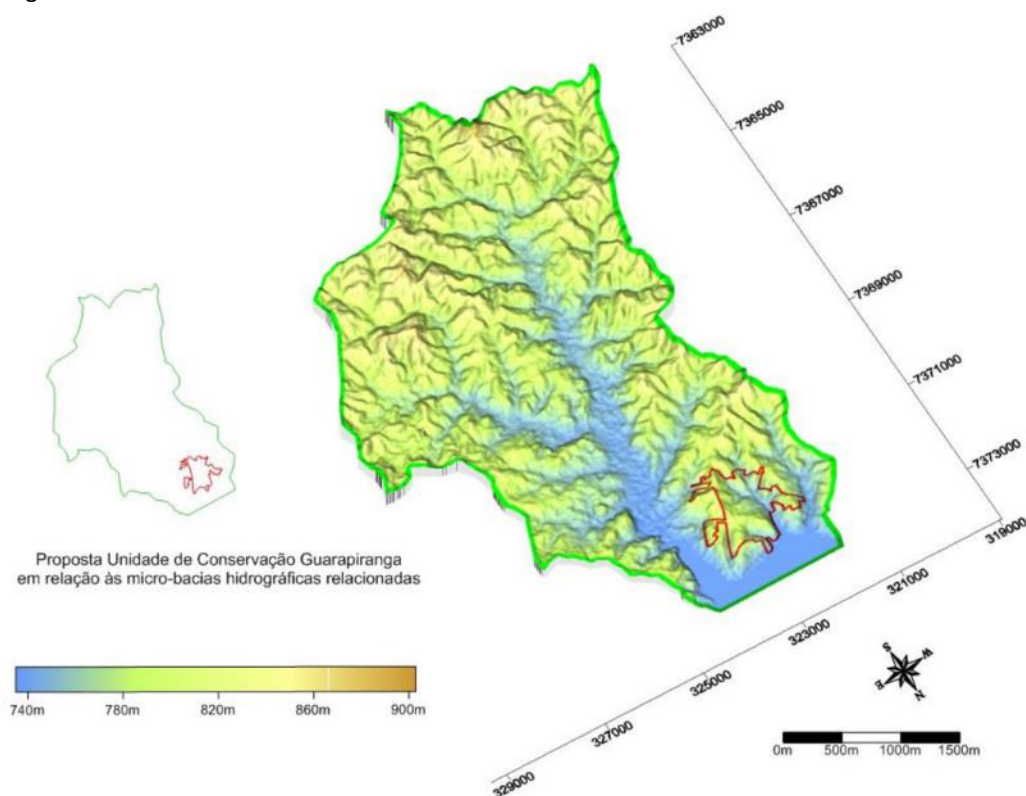 7363000
7365000
7367000
7369000
7371000
7373000
319000
321000
323000
325000
327000
329000
Proposta Unidade de Conservação Guarapiranga
em relação às micro-bacias hidrográficas relacionadas
740m 780m 820m 860m 900m
S W
E N
0m 500m 1000m 1500m